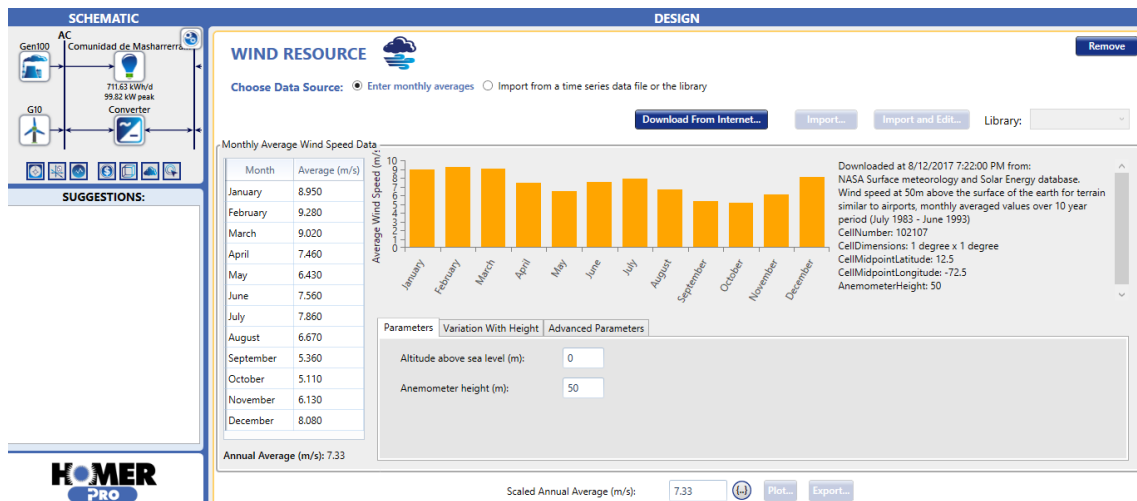 SCHEMATIC
DESIGN
AC
Gen100
Comunidad de Masharrerra
711.63 kWh/d
99.82 kW peak
G10
Converter
SUGGESTIONS:
HOMER
PRO
WIND RESOURCE
Remove
Choose Data Source: Enter monthly averages Import from a time series data file or the library
Download From Internet... Import... Import and Edit... Library:
Monthly Average Wind Speed Data
Month Average (m/s)
January 8.950
February 9.280
March 9.020
April 7.460
May 6.430
June 7.560
July 7.860
August 6.670
September 5.360
October 5.110
November 6.130
December 8.080
Annual Average (m/s): 7.33
Average Wind Speed (m/s)
10
9
8
7
6
5
4
3
2
1
0
January February March April May June July August September October November December
Downloaded at 8/12/2017 7:22:00 PM from:
NASA Surface meteorology and Solar Energy database.
Wind speed at 50m above the surface of the earth for terrain
similar to airports, monthly averaged values over 10 year
period (July 1983 - June 1993)
CellNumber: 102107
CellDimensions: 1 degree x 1 degree
CellMidpointLatitude: 12.5
CellMidpointLongitude: -72.5
AnemometerHeight: 50
Parameters Variation With Height Advanced Parameters
Altitude above sea level (m): 0
Anemometer height (m): 50
Scaled Annual Average (m/s): 7.33 (..) Plot... Export...